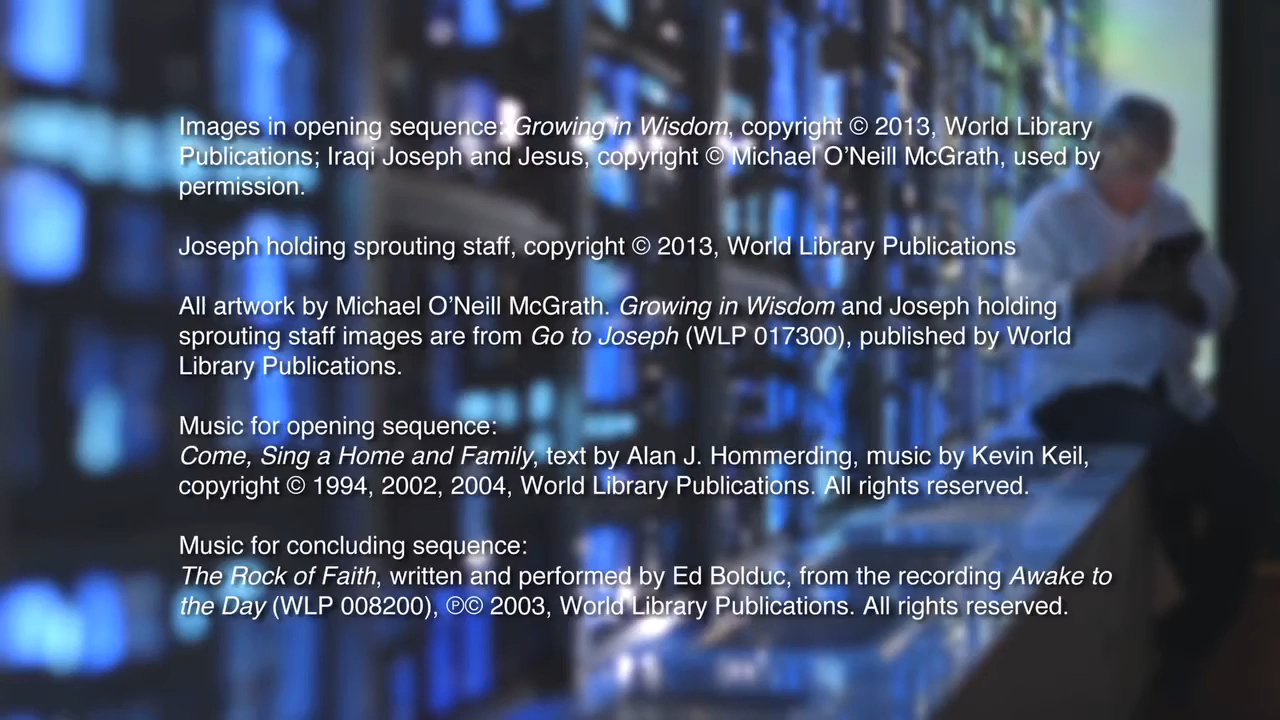 Images in opening sequence: Growing in Wisdom, copyright © 2013, World Library
Publications; Iraqi Joseph and Jesus, copyright © Michael O’Neill McGrath, used by
permission.
Joseph holding sprouting staff, copyright © 2013, World Library Publications
All artwork by Michael O’Neill McGrath. Growing in Wisdom and Joseph holding
sprouting staff images are from Go to Joseph (WLP 017300), published by World
Library Publications.
Music for opening sequence:
Come, Sing a Home and Family, text by Alan J. Hommerding, music by Kevin Keil,
copyright © 1994, 2002, 2004, World Library Publications. All rights reserved.
Music for concluding sequence:
The Rock of Faith, written and performed by Ed Bolduc, from the recording Awake to
the Day (WLP 008200), ℗© 2003, World Library Publications. All rights reserved.